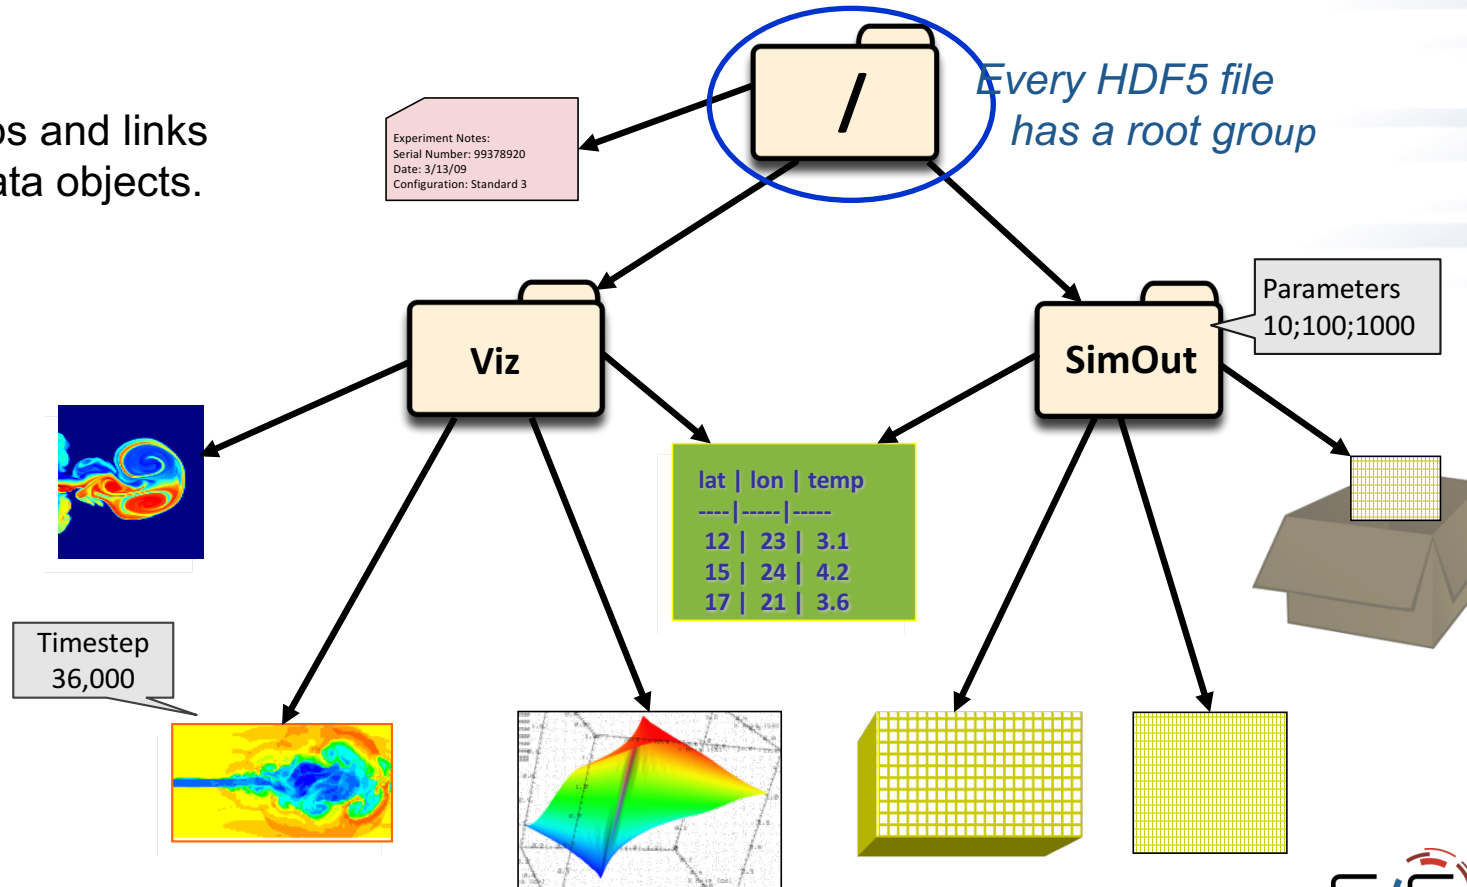 /
Every HDF5 file
has a root group
and links
objects.
Experiment Notes:
Serial Number: 99378920
Date: 3/13/09
Configuration: Standard 3
Viz
SimOut
Parameters
10;100;1000
lat | lon | temp
----|-----|-----
12 | 23 | 3.1
15 | 24 | 4.2
17 | 21 | 3.6
Timestep
36,000